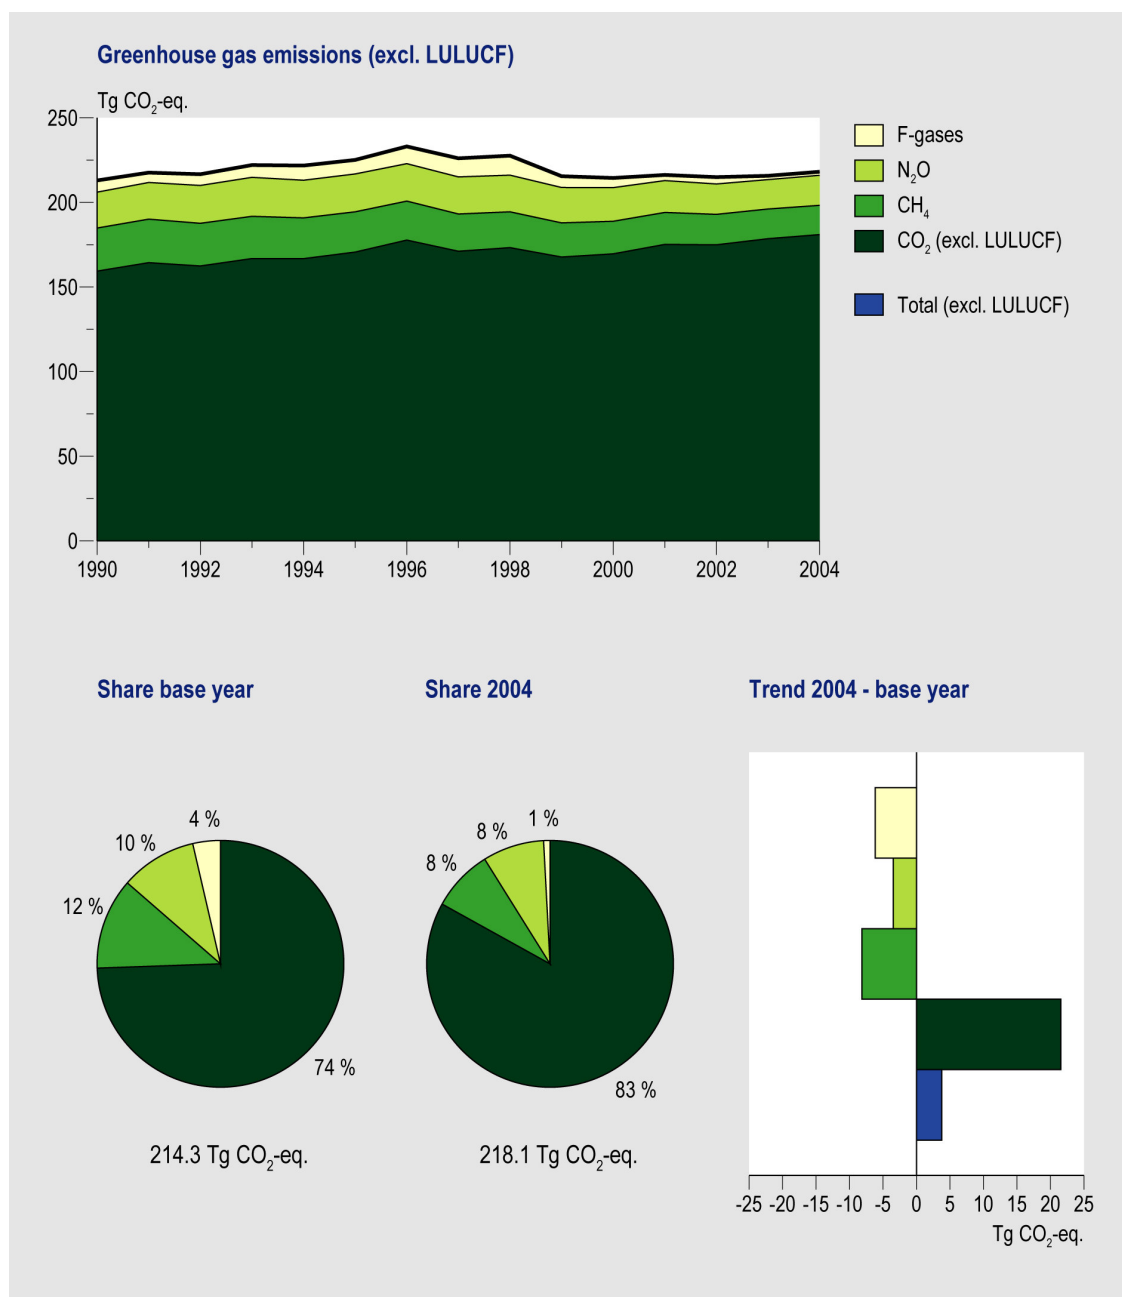 Greenhouse gas emissions (excl. LULUCF)
Tg CO₂-eq.
250
200
150
100
50
0
1990 1992 1994 1996 1998 2000 2002 2004
F-gases
N₂O
CH₄
CO₂ (excl. LULUCF)
Total (excl. LULUCF)
Share base year
4 %
10 %
12 %
74 %
214.3 Tg CO₂-eq.
Share 2004
1 %
8 %
8 %
83 %
218.1 Tg CO₂-eq.
Trend 2004 - base year
-25 -20 -15 -10 -5 0 5 10 15 20 25
Tg CO₂-eq.